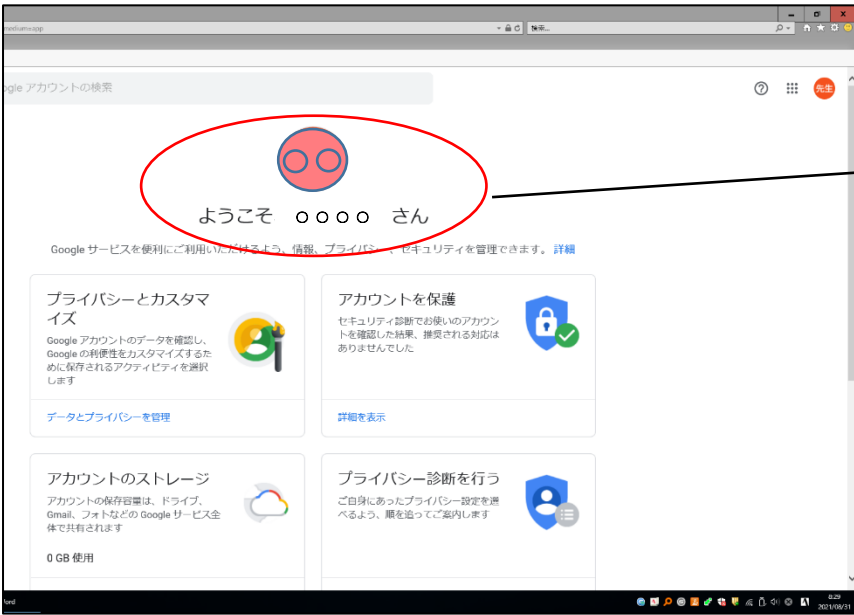 mediumeapp
検索...
ogle アカウントの検索
先生
ようこそ ○○○○ さん
Google サービスを便利にご利用いただけるよう、情報、プライバシー、セキュリティを管理できます。詳細
プライバシーとカスタマ
イズ
Google アカウントのデータを確認し、
Google の利便性をカスタマイズするた
めに保存されるアクティビティを選択
します
データとプライバシーを管理
アカウントを保護
セキュリティ診断でお使いのアカウン
トを確認した結果、推奨される対応は
ありませんでした
詳細を表示
アカウントのストレージ
アカウントの保存容量は、ドライブ、
Gmail、フォトなどの Google サービス全
体で共有されます
0 GB 使用
プライバシー診断を行う
ご自身にあったプライバシー設定を選
べるよう、順を追ってご案内します
8:29
2021/08/31